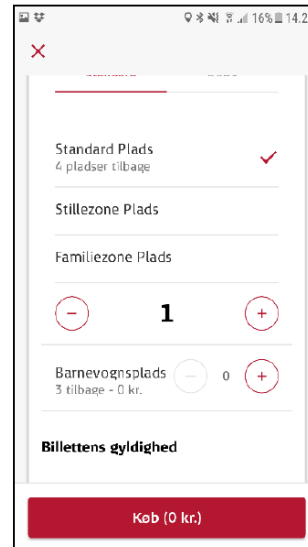 16% 14.2
Standard Plads
4 pladser tilbage
Stillezone Plads
Familiezone Plads
1
Barnevognsplads
0
3 tilbage - 0 kr.
Billettens gyldighed
Køb (0 kr.)